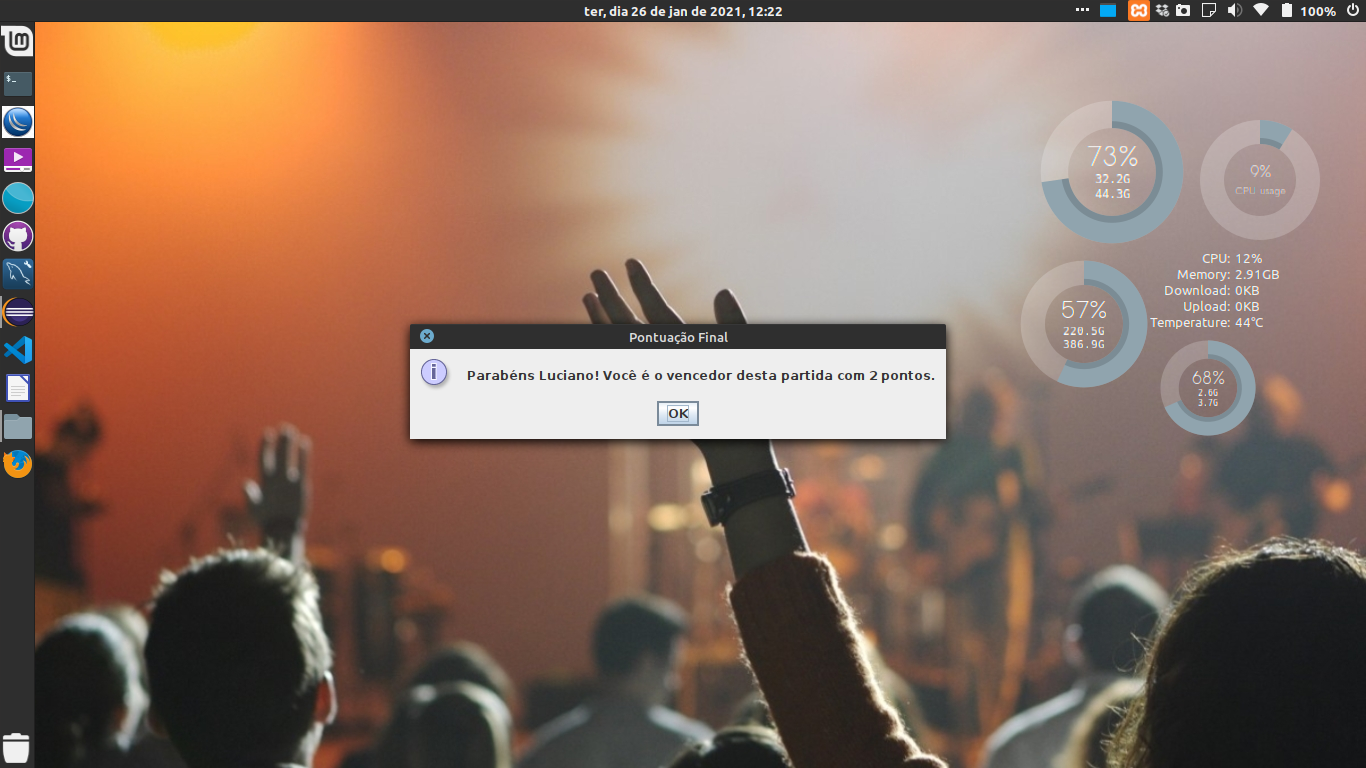 ter, dia 26 de jan de 2021, 12:22
100%
$-
73%
32.2G
44.3G
9%
CPU usage
CPU: 12%
Memory: 2.91GB
Download: 0KB
Upload: 0KB
Temperature: 44°C
57%
220.5G
386.9G
68%
2.6G
3.7G
Pontuação Final
Parabéns Luciano! Você é o vencedor desta partida com 2 pontos.
OK